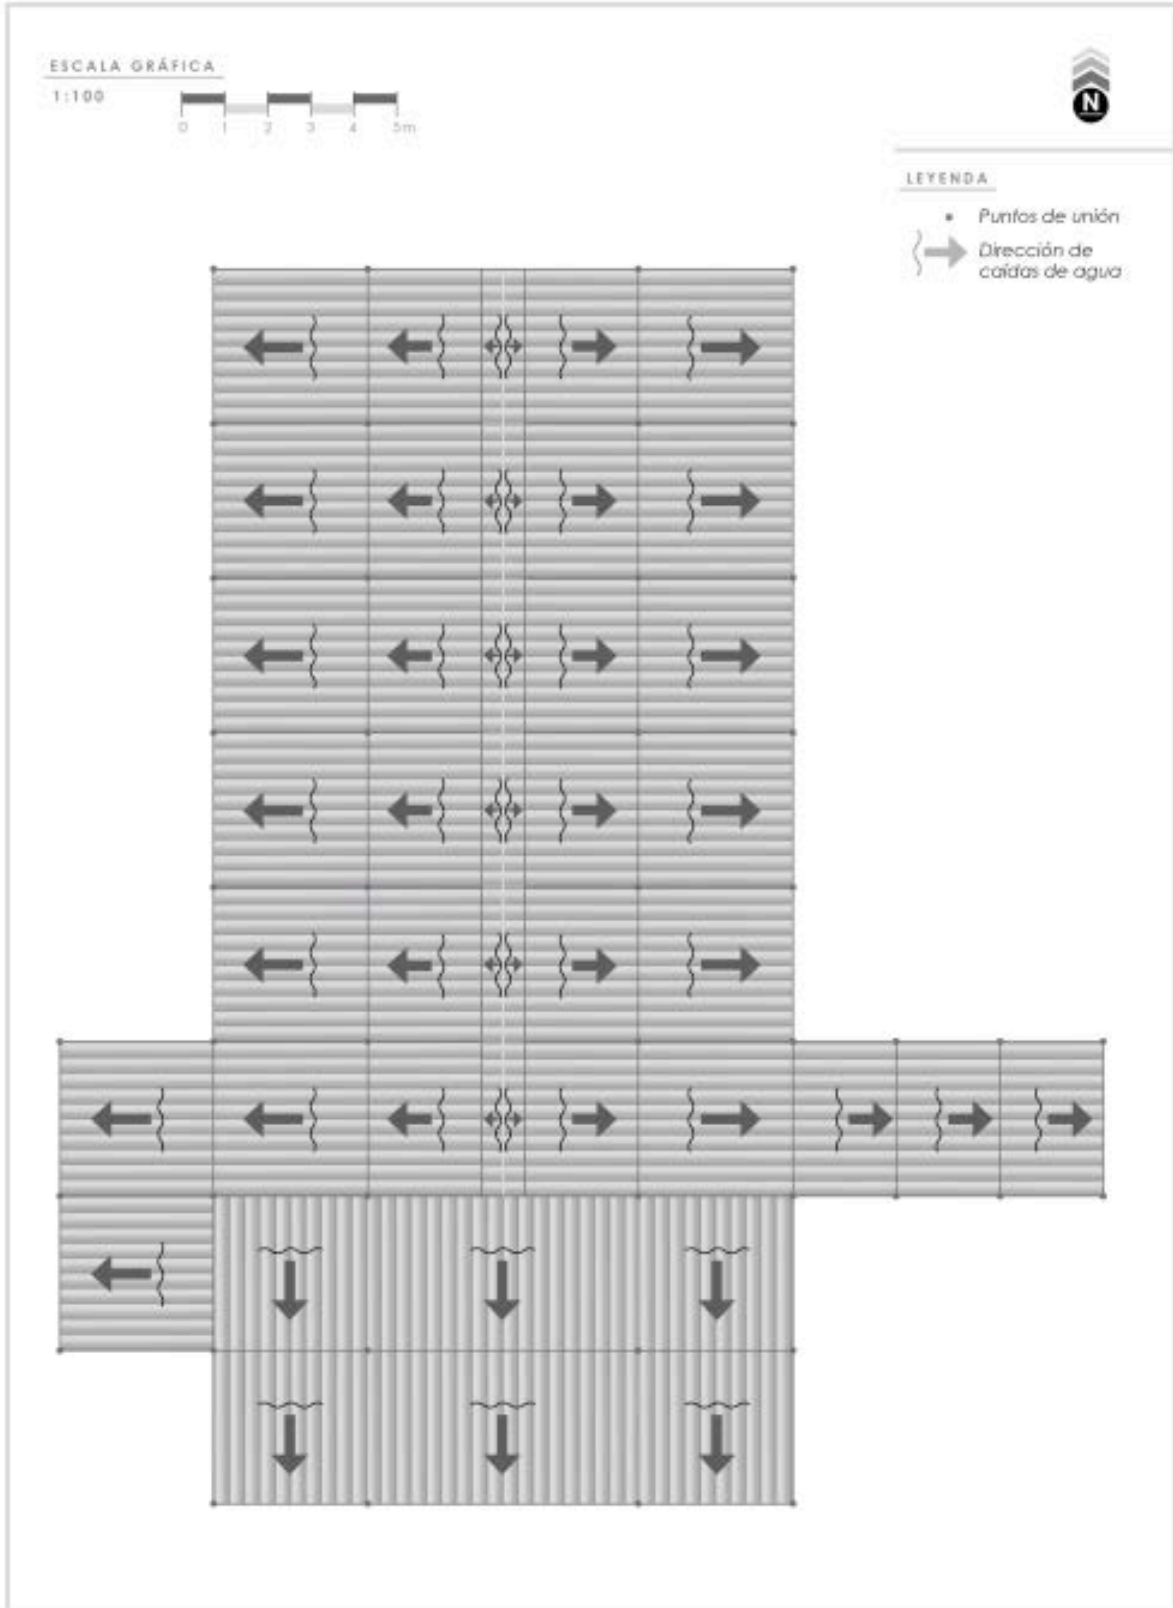 ESCALA GRÁFICA
1:100
0 1 2 3 4 5m
N
LEYENDA
Puntos de unión
Dirección de
caídas de agua